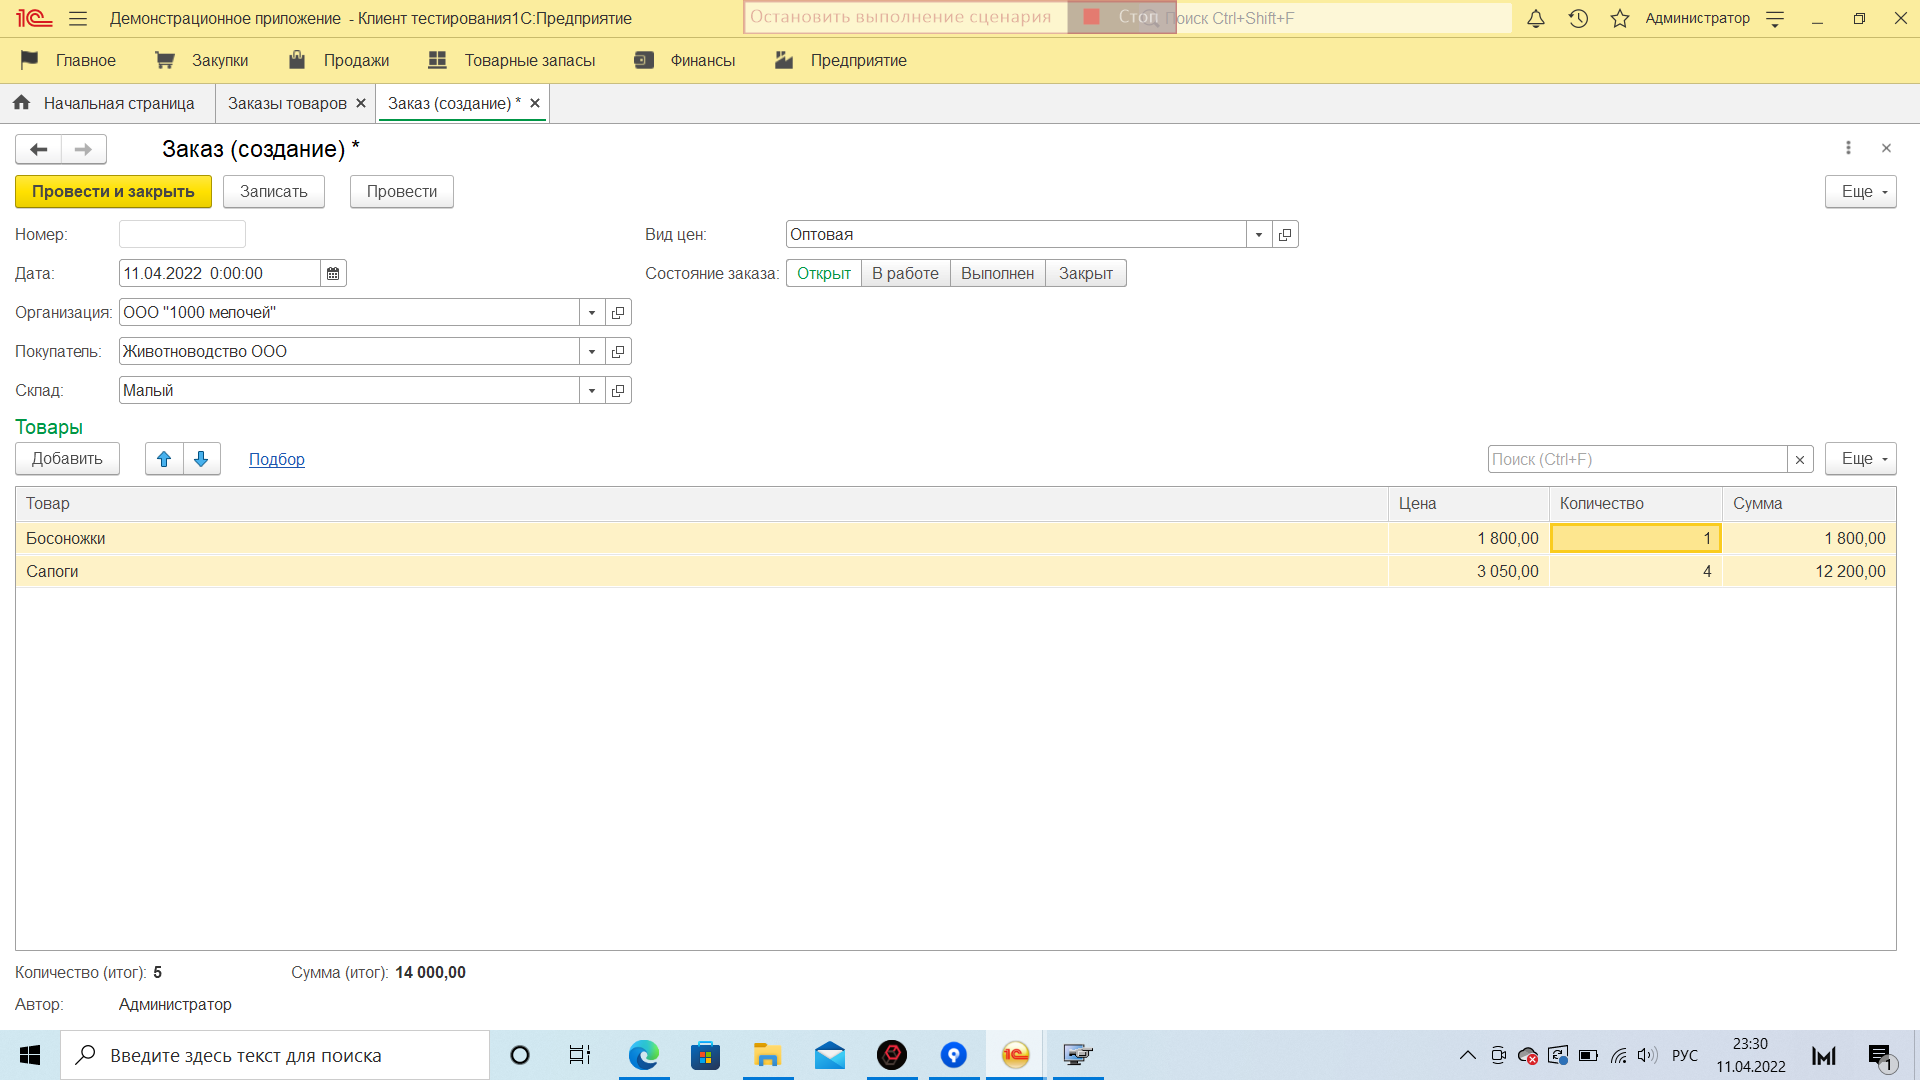 Демонстрационное приложение - Клиент тестирования1С:Предприятие
Остановить выполнение сценария Стоп
Поиск Ctrl+Shift+F
Администратор
Главное Закупки Продажи Товарные запасы Финансы Предприятие
Начальная страница Заказы товаров Заказ (создание) *
Заказ (создание) *
Провести и закрыть Записать Провести Еще
Номер: Вид цен: Оптовая
Дата: 11.04.2022 0:00:00 Состояние заказа: Открыт В работе Выполнен Закрыт
Организация: ООО "1000 мелочей"
Покупатель: Животноводство ООО
Склад: Малый
Товары
Добавить Подбор Поиск (Ctrl+F) Еще
Товар Цена Количество Сумма
Босоножки 1 800,00 1 1 800,00
Сапоги 3 050,00 4 12 200,00
Количество (итог): 5 Сумма (итог): 14 000,00
Автор: Администратор
Введите здесь текст для поиска
РУС
23:30
11.04.2022
1